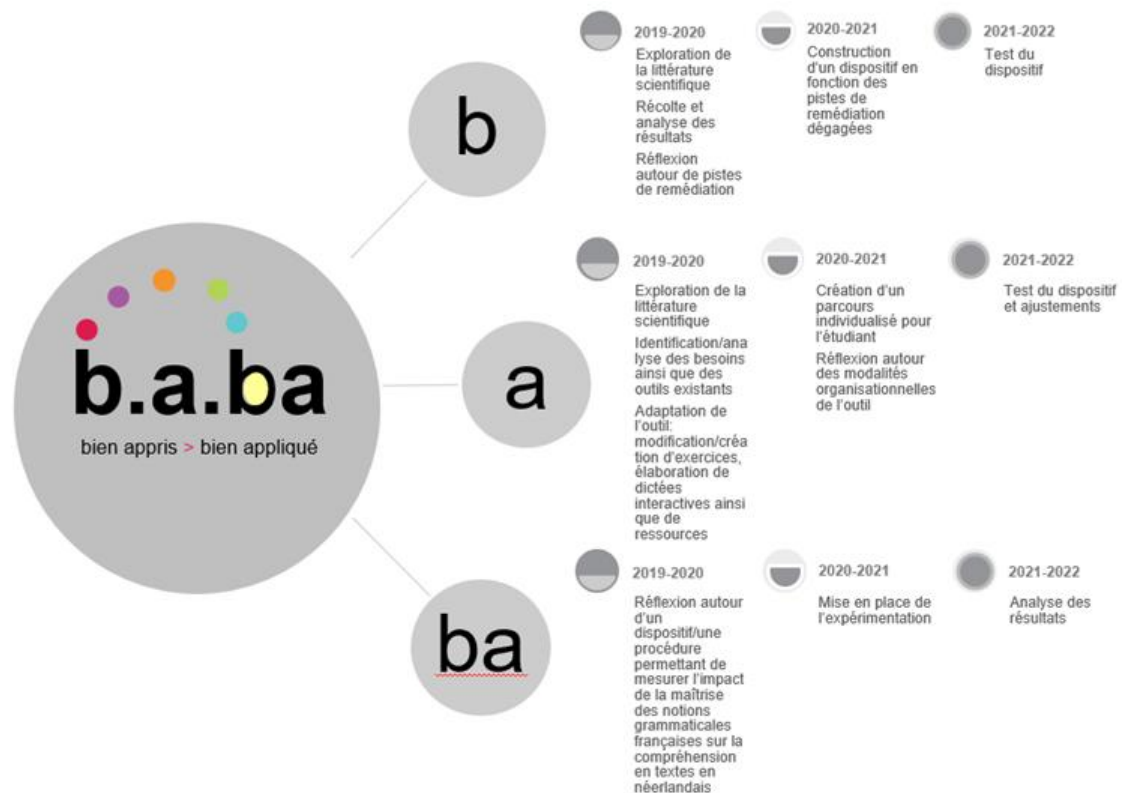 b
2019-2020
Exploration de
la littérature
scientifique
Récolte et
analyse des
résultats
Réflexion
autour de pistes
de remédiation
2020-2021
Construction
d'un dispositif en
fonction des
pistes de
remédiation
dégagées
2021-2022
Test du
dispositif
b.a.ba
bien appris > bien appliqué
a
2019-2020
Exploration de la
littérature
scientifique
Identification/ana
lyse des besoins
ainsi que des
outils existants
Adaptation de
l'outil:
modification/créa
tion d'exercices,
élaboration de
dictées
interactives ainsi
que de
ressources
2020-2021
Création d'un
parcours
individualisé pour
l'étudiant
Réflexion autour
des modalités
organisationnelles
de l'outil
2021-2022
Test du dispositif
et ajustements
ba
2019-2020
Réflexion autour
d'un
dispositif/une
procédure
permettant de
mesurer l'impact
de la maîtrise
des notions
grammaticales
françaises sur la
compréhension
en textes en
néerlandais
2020-2021
Mise en place de
l'expérimentation
2021-2022
Analyse des
résultats